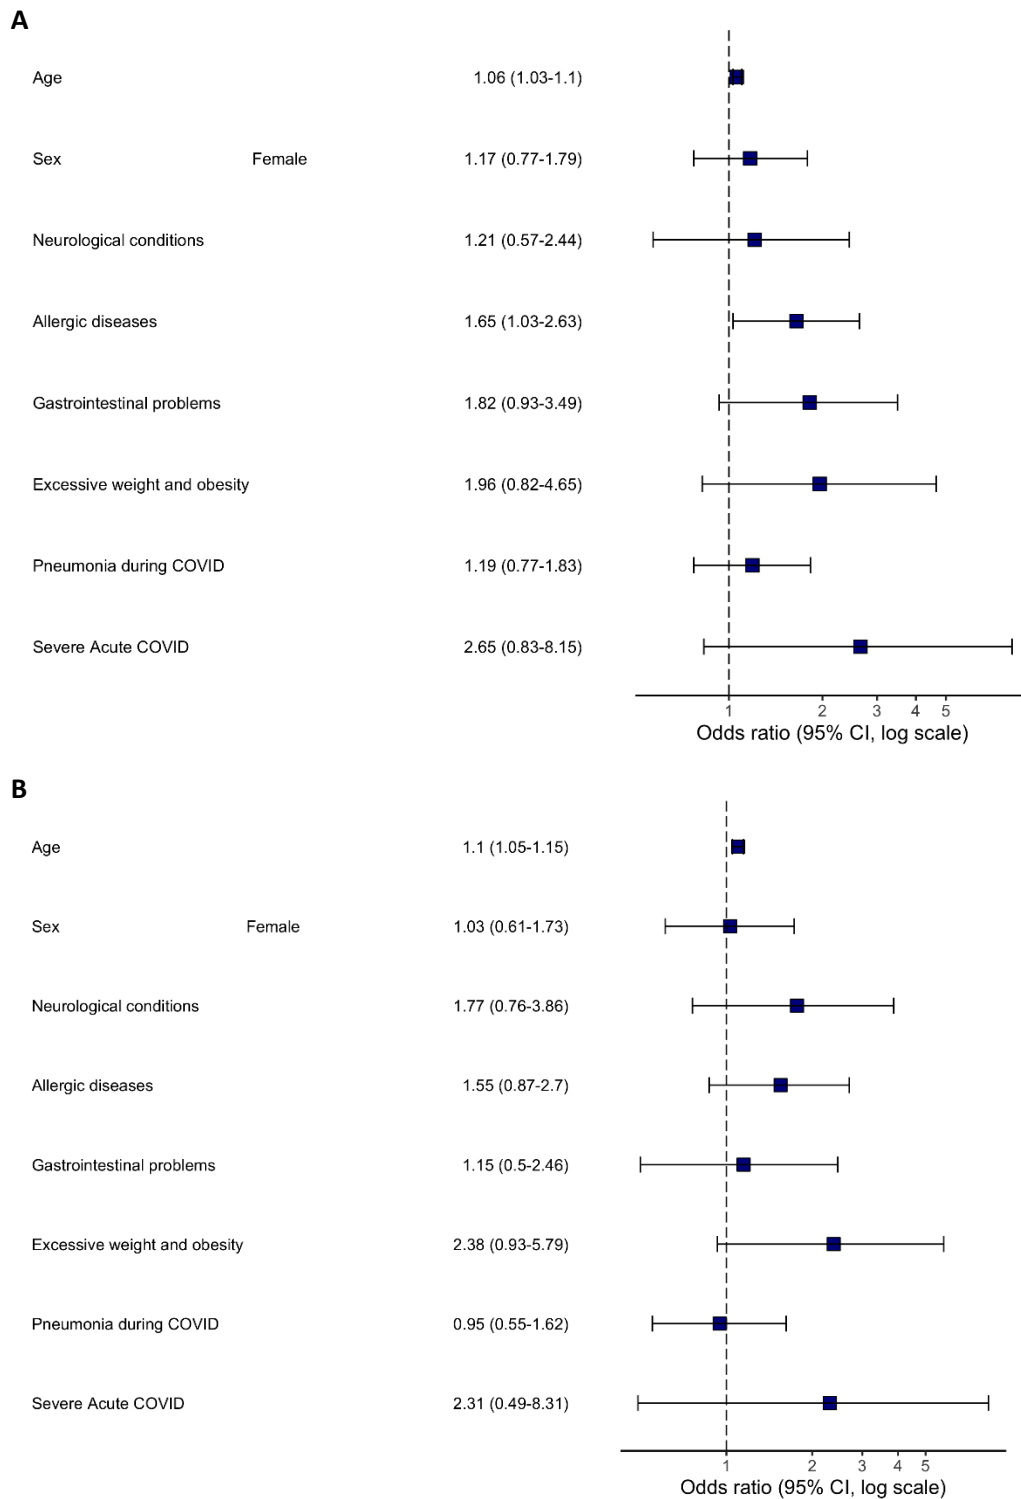 A
Age 1.06 (1.03-1.1)
Sex Female 1.17 (0.77-1.79)
Neurological conditions 1.21 (0.57-2.44)
Allergic diseases 1.65 (1.03-2.63)
Gastrointestinal problems 1.82 (0.93-3.49)
Excessive weight and obesity 1.96 (0.82-4.65)
Pneumonia during COVID 1.19 (0.77-1.83)
Severe Acute COVID 2.65 (0.83-8.15)
1 2 3 4 5
Odds ratio (95% CI, log scale)
B
Age 1.1 (1.05-1.15)
Sex Female 1.03 (0.61-1.73)
Neurological conditions 1.77 (0.76-3.86)
Allergic diseases 1.55 (0.87-2.7)
Gastrointestinal problems 1.15 (0.5-2.46)
Excessive weight and obesity 2.38 (0.93-5.79)
Pneumonia during COVID 0.95 (0.55-1.62)
Severe Acute COVID 2.31 (0.49-8.31)
1 2 3 4 5
Odds ratio (95% CI, log scale)